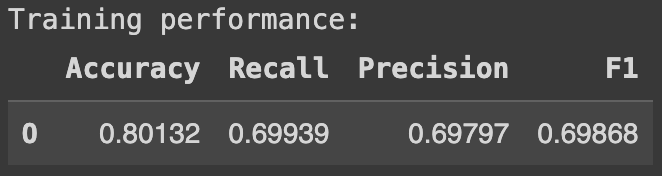 Training performance:
Accuracy Recall Precision F1
0 0.80132 0.69939 0.69797 0.69868